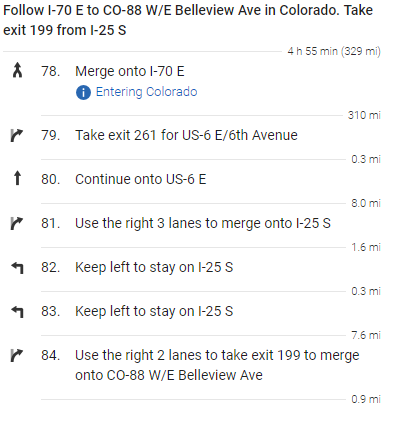 Follow I-70 E to CO-88 W/E Belleview Ave in Colorado. Take
exit 199 from I-25 S
4 h 55 min (329 mi)
78. Merge onto I-70 E
Entering Colorado
310 mi
79. Take exit 261 for US-6 E/6th Avenue
0.3 mi
80. Continue onto US-6 E
8.0 mi
81. Use the right 3 lanes to merge onto I-25 S
1.6 mi
82. Keep left to stay on I-25 S
0.3 mi
83. Keep left to stay on I-25 S
7.6 mi
84. Use the right 2 lanes to take exit 199 to merge
onto CO-88 W/E Belleview Ave
0.9 mi